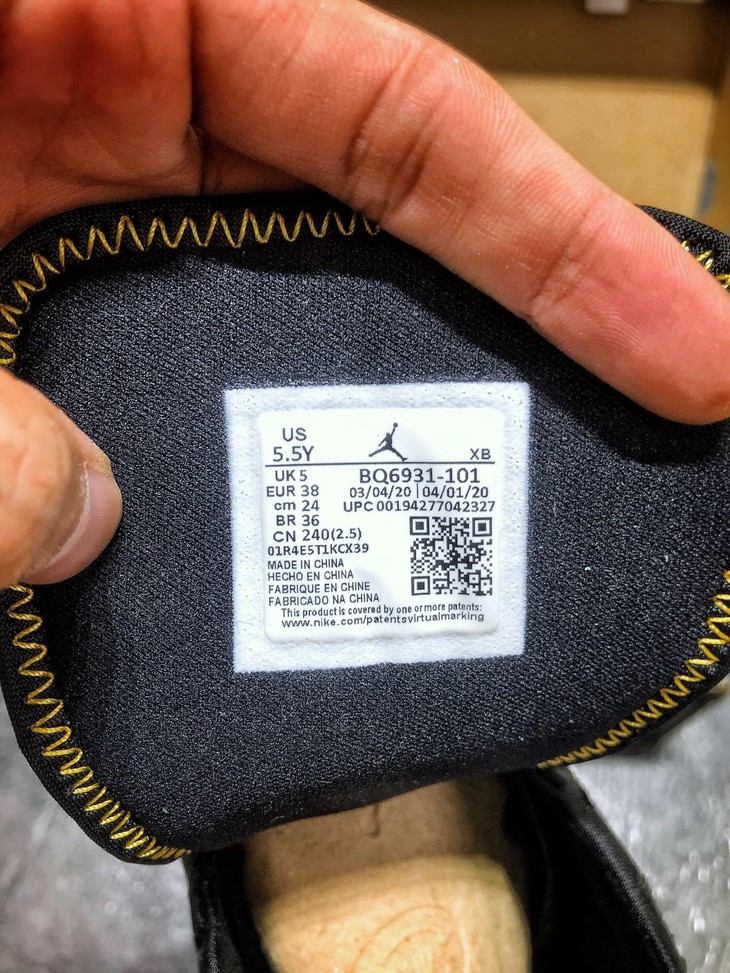 US
5.5Y XB
UK 5 BQ6931-101
EUR 38 03/04/20 | 04/01/20
cm 24 UPC 00194277042327
BR 36
CN 240(2.5)
01R4E5T1KCX39
MADE IN CHINA
HECHO EN CHINA
FABRIQUE EN CHINE
FABRICADO NA CHINA
This product is covered by one or more patents:
www.nike.com/patentsvirtualmarking